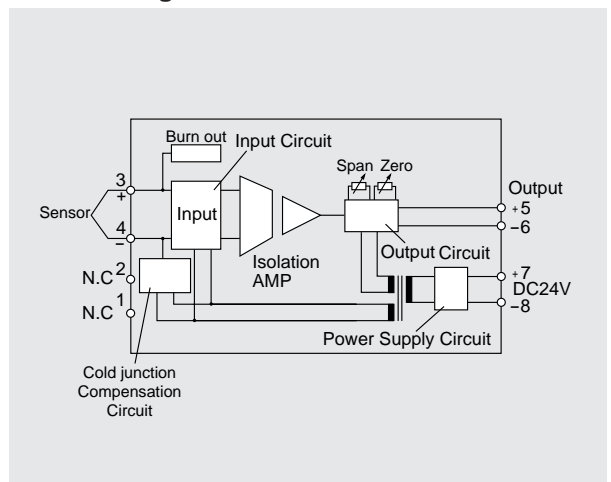 Burn out
Input Circuit
Span Zero
3
+
Sensor
4
–
Input
Output
+5
–6
Output Circuit
Isolation
AMP
N.C 2
+7
DC24V
–8
N.C 1
Power Supply Circuit
Cold junction
Compensation
Circuit